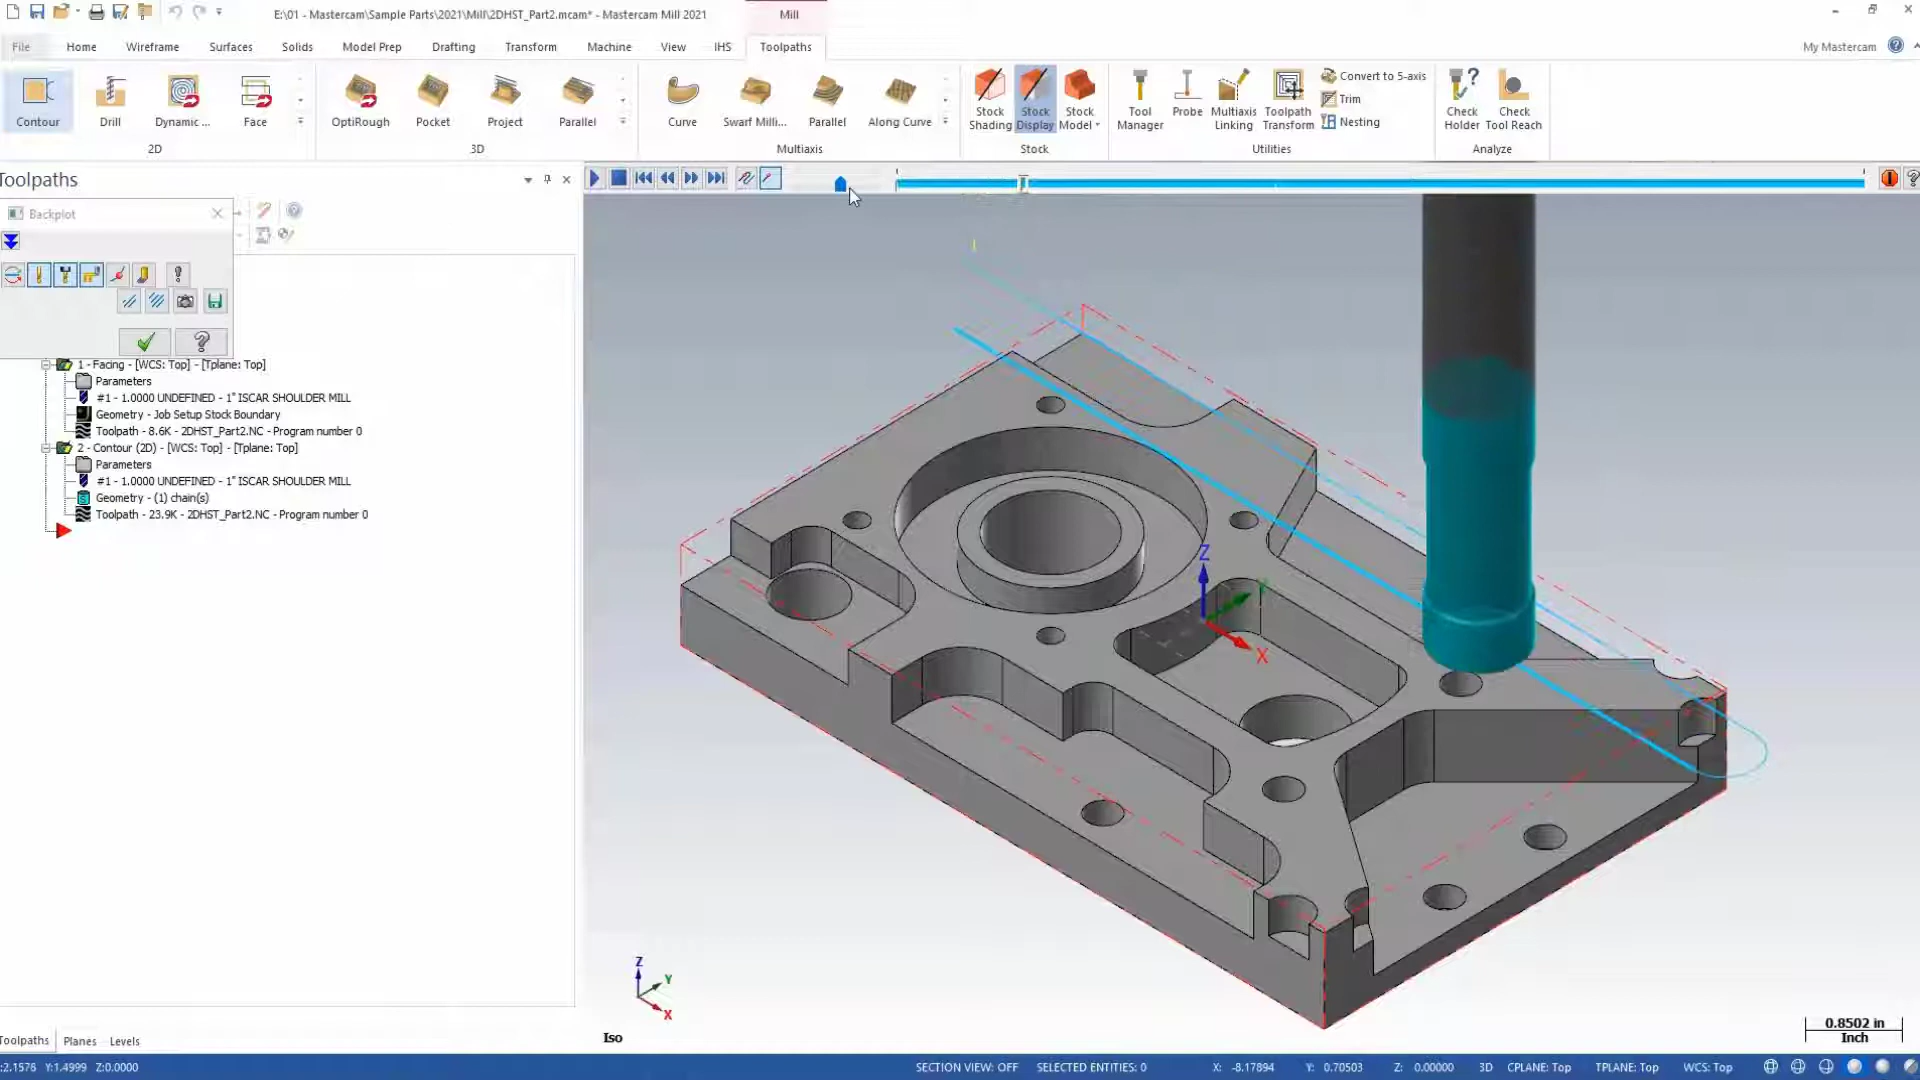 E:\01 - Mastercam\Sample Parts\2021\Mill\2DHST_Part2.mcam* - Mastercam Mill 2021
Mill
File Home Wireframe Surfaces Solids Model Prep Drafting Transform Machine View IHS Toolpaths My Mastercam
Contour Drill Dynamic ... Face
2D
OptiRough Pocket Project Parallel
3D
Curve Swarf Milli... Parallel Along Curve
Multiaxis
Stock Shading Stock Display Stock Model
Stock
Tool Manager Probe Multiaxis Linking Toolpath Transform
Convert to 5-axis
Trim
Nesting
Utilities
Check Holder Check Tool Reach
Analyze
Toolpaths
Backplot
1 - Facing - [WCS: Top] - [Tplane: Top]
Parameters
#1 - 1.0000 UNDEFINED - 1" ISCAR SHOULDER MILL
Geometry - Job Setup Stock Boundary
Toolpath - 8.6K - 2DHST_Part2.NC - Program number 0
2 - Contour (2D) - [WCS: Top] - [Tplane: Top]
Parameters
#1 - 1.0000 UNDEFINED - 1" ISCAR SHOULDER MILL
Geometry - (1) chain(s)
Toolpath - 23.9K - 2DHST_Part2.NC - Program number 0
Z
X
Z
Y
X
Iso
0.8502 in
Inch
Toolpaths Planes Levels
:2.1576 Y:1.4999 Z:0.0000 SECTION VIEW: OFF SELECTED ENTITIES: 0 X: -8.17894 Y: 0.70503 Z: 0.00000 3D CPLANE: Top TPLANE: Top WCS: Top